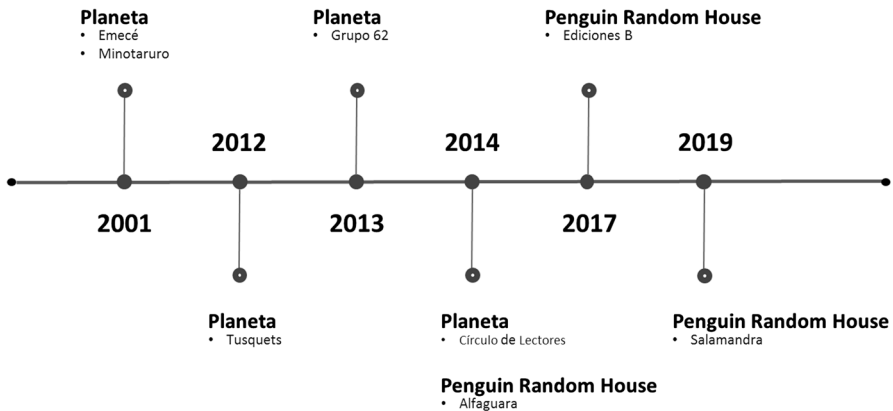 Planeta
• Emecé
• Minotaruro
Planeta
• Grupo 62
Penguin Random House
• Ediciones B
2012
2014
2019
2001
2013
2017
Planeta
• Tusquets
Planeta
• Círculo de Lectores
Penguin Random House
• Alfaguara
Penguin Random House
• Salamandra